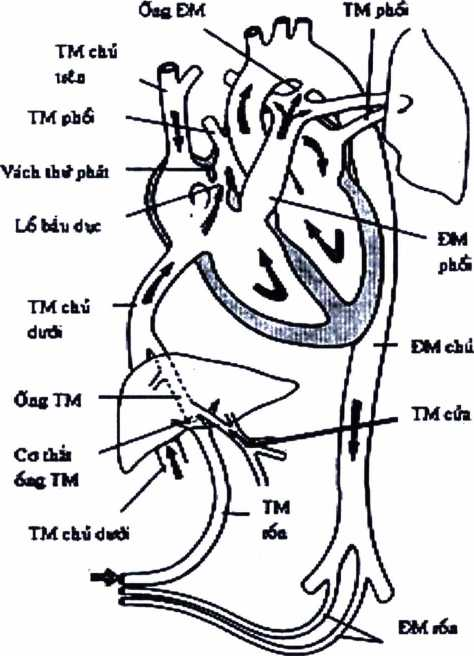 Ống ĐM
TM phổi
TM chủ
trên
TM phổi
Vách thứ phát
Lổ bầu dục
ĐM
phổi
TM chủ
dưới
ĐM chủ
Ống TM
TM cửa
Cơ thắt
ống TM
TM
rốn
TM chủ dưới
ĐM rốn